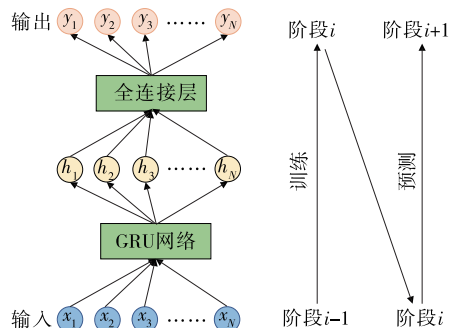 输出 y1 y2 y3 …… yN
阶段i 阶段i+1
全连接层
h1 h2 h3 …… hN
训练
预测
GRU网络
输入 x1 x2 x3 …… xN
阶段i−1 阶段i